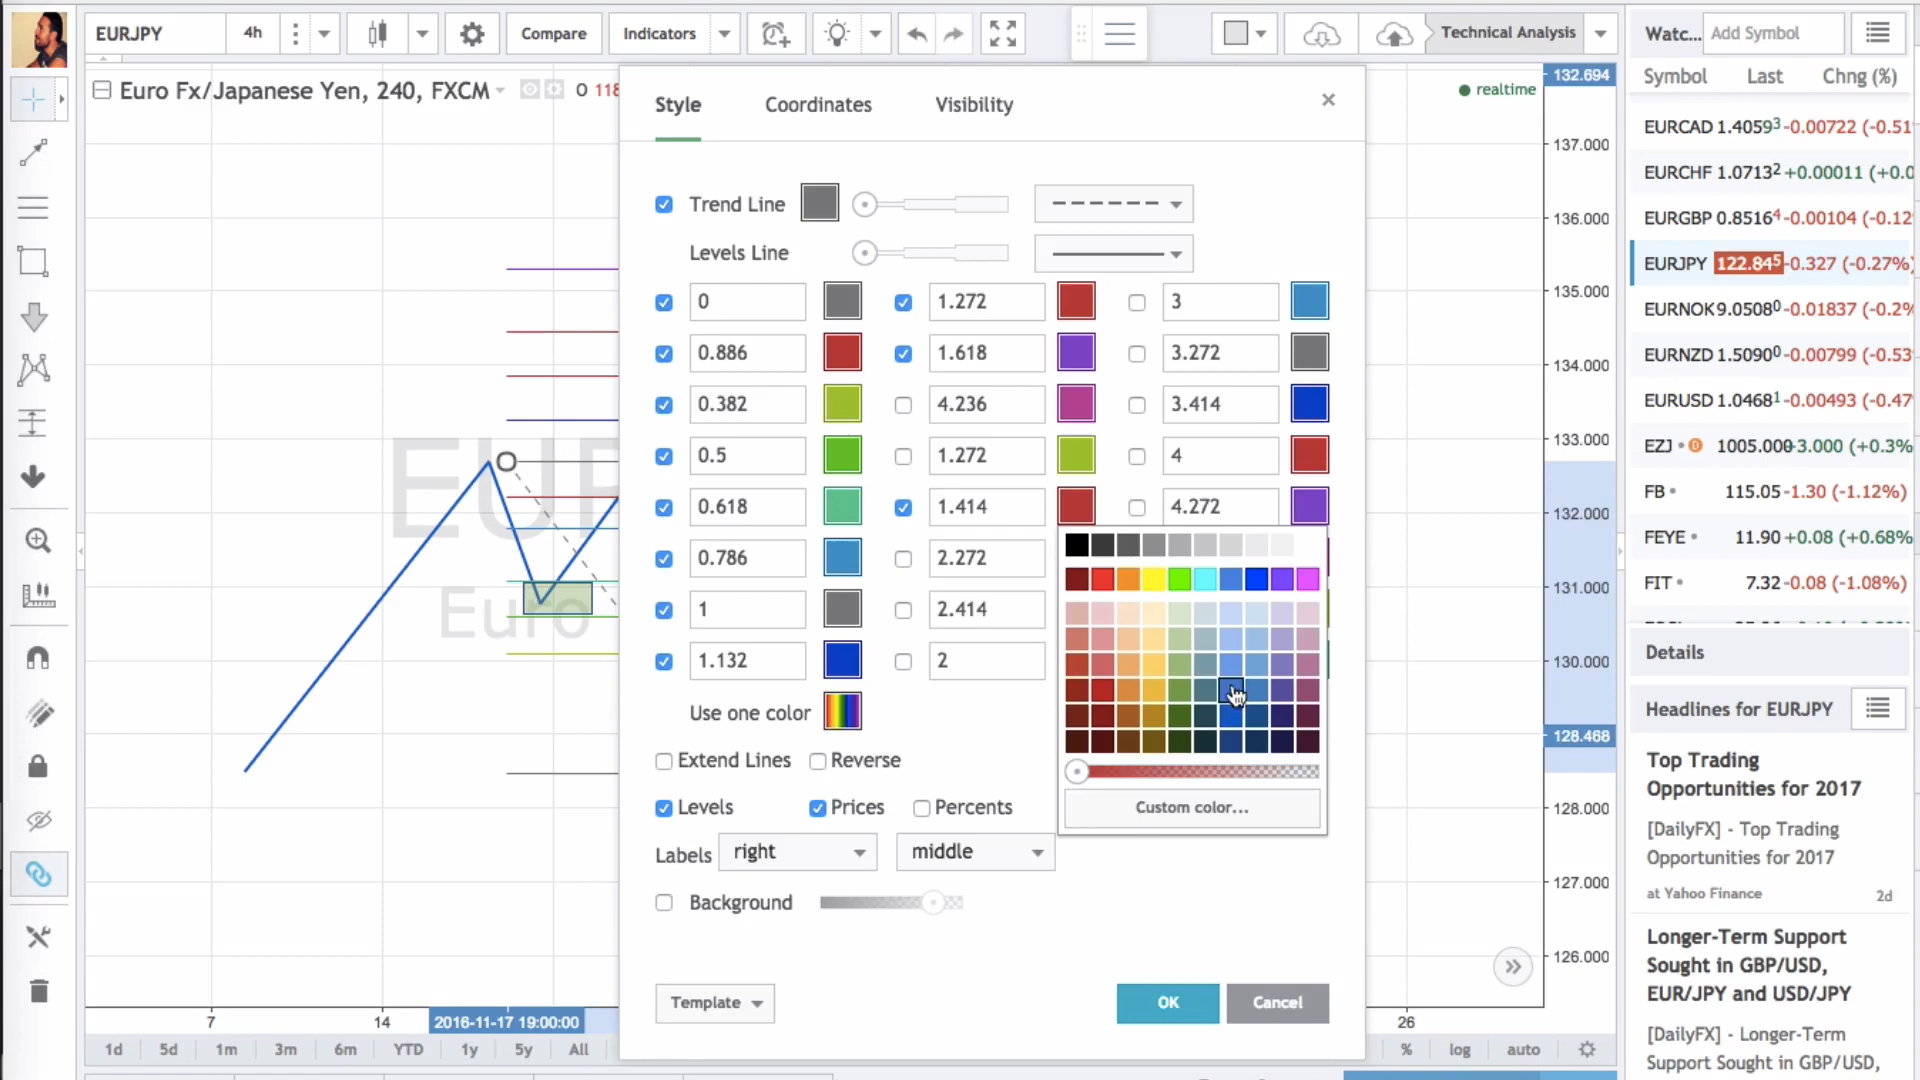 EURJPY 4h Compare Indicators Technical Analysis
Watc... Add Symbol
Symbol Last Chng (%)
Euro Fx/Japanese Yen, 240, FXCM O 118
realtime
132.694
137.000
136.000
135.000
134.000
133.000
132.000
131.000
130.000
128.468
128.000
127.000
126.000
Style Coordinates Visibility
Trend Line
Levels Line
0 1.272 3
0.886 1.618 3.272
0.382 4.236 3.414
0.5 1.272 4
0.618 1.414 4.272
0.786 2.272
1 2.414
1.132 2
Use one color
Extend Lines Reverse
Levels Prices Percents
Labels right middle
Background
Custom color...
Template OK Cancel
Euro
7 14 2016-11-17 19:00:00 26
1d 5d 1m 3m 6m YTD 1y 5y All % log auto
EURCAD 1.40593 -0.00722 (-0.51
EURCHF 1.07132 +0.00011 (+0.0
EURGBP 0.85164 -0.00104 (-0.12
EURJPY 122.845 -0.327 (-0.27%)
EURNOK 9.05080 -0.01837 (-0.2%
EURNZD 1.50900 -0.00799 (-0.53
EURUSD 1.04681 -0.00493 (-0.47
EZJ D 1005.000 +3.000 (+0.3%
FB 115.05 -1.30 (-1.12%)
FEYE 11.90 +0.08 (+0.68%
FIT 7.32 -0.08 (-1.08%)
Details
Headlines for EURJPY
Top Trading
Opportunities for 2017
[DailyFX] - Top Trading
Opportunities for 2017
at Yahoo Finance 2d
Longer-Term Support
Sought in GBP/USD,
EUR/JPY and USD/JPY
[DailyFX] - Longer-Term
Support Sought in GBP/USD,